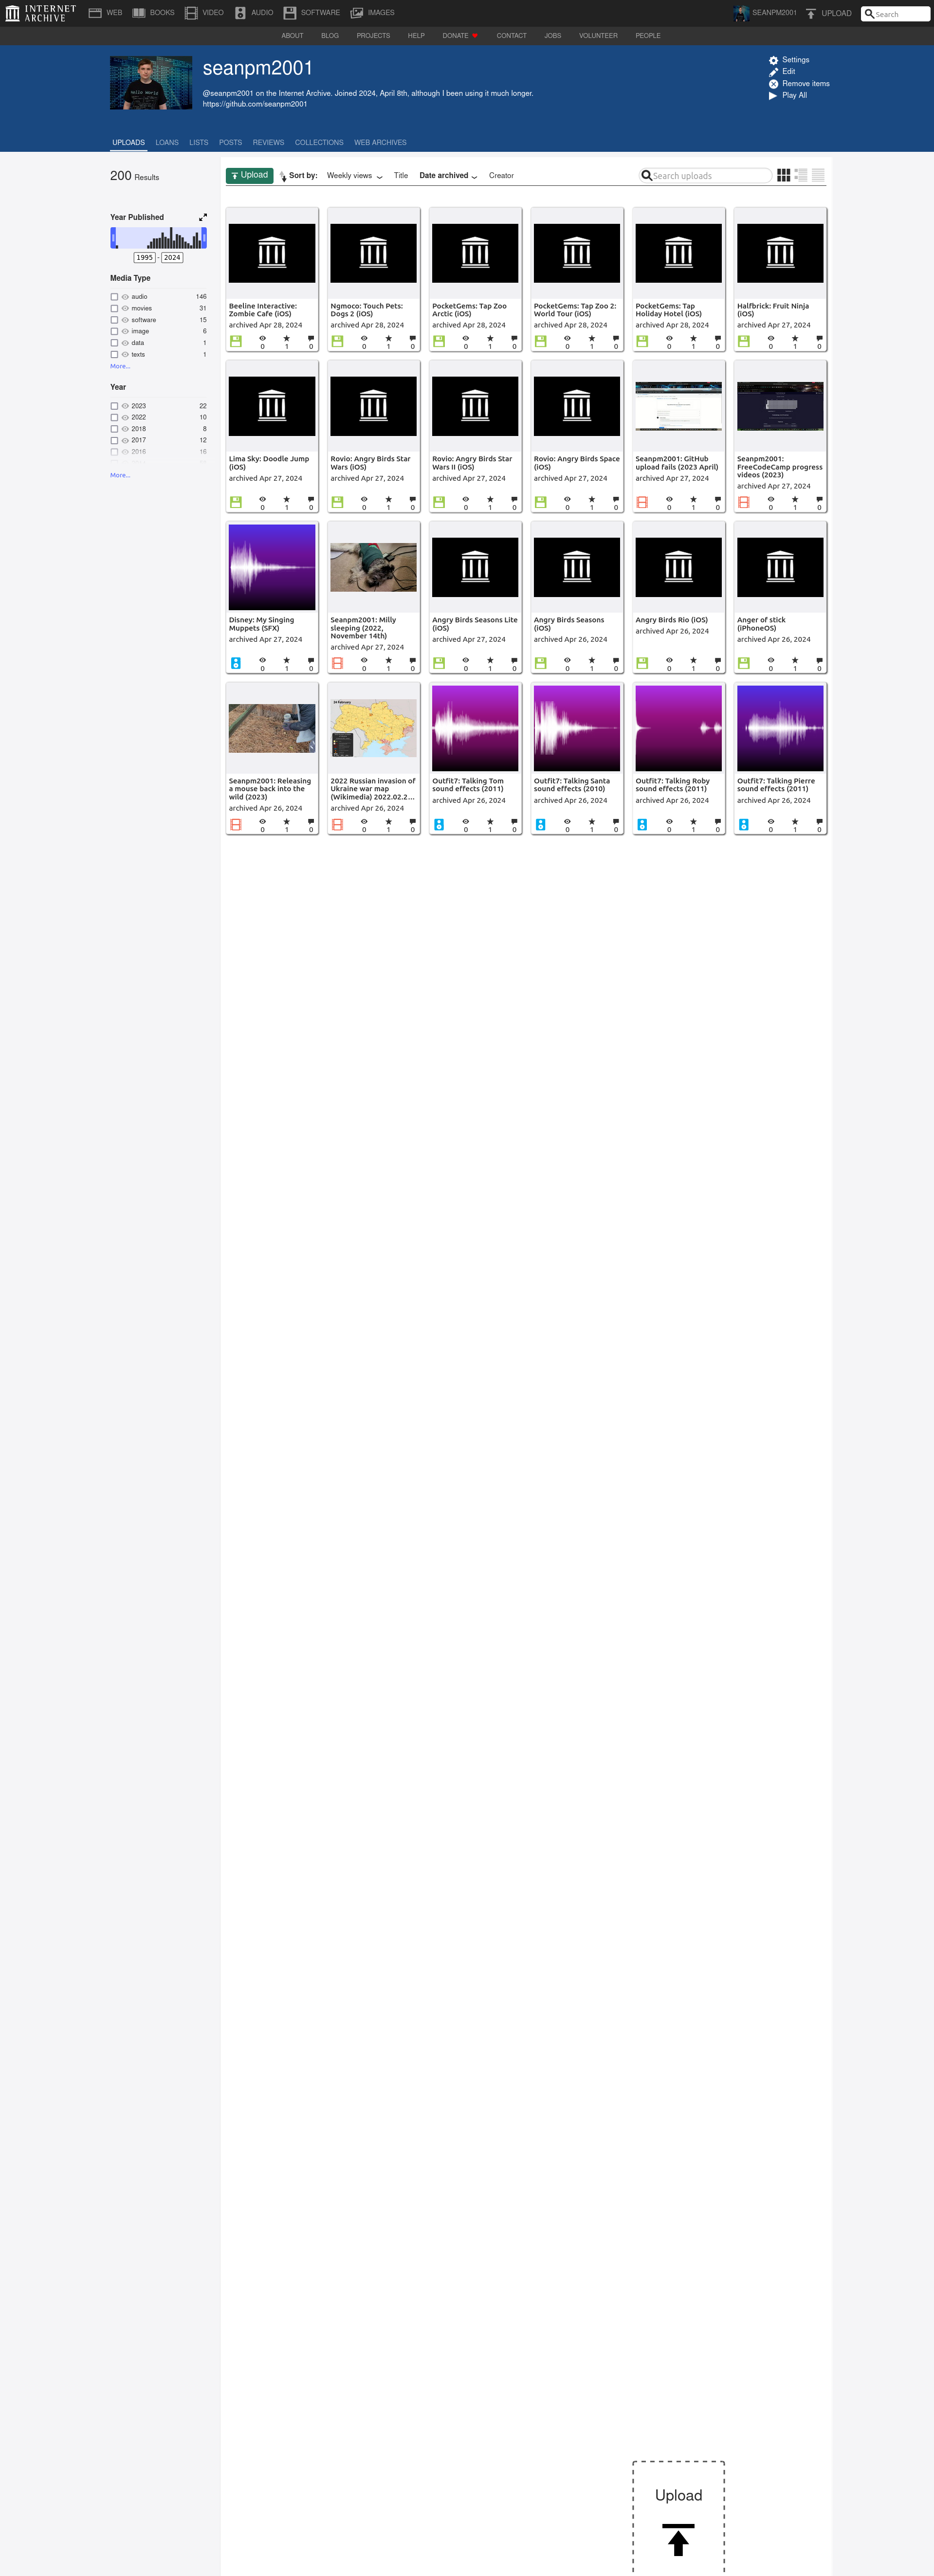 INTERNET ARCHIVE WEB BOOKS VIDEO AUDIO SOFTWARE IMAGES SEANPM2001 UPLOAD Search
ABOUT BLOG PROJECTS HELP DONATE CONTACT JOBS VOLUNTEER PEOPLE
seanpm2001
@seanpm2001 on the Internet Archive. Joined 2024, April 8th, although I been using it much longer.
https://github.com/seanpm2001
Settings
Edit
Remove items
Play All
UPLOADS LOANS LISTS POSTS REVIEWS COLLECTIONS WEB ARCHIVES
200 Results
Year Published
1995 - 2024
Media Type
audio 146
movies 31
software 15
image 6
data 1
texts 1
More...
Year
2023 22
2022 10
2018 8
2017 12
2016 16
More...
Upload Sort by: Weekly views Title Date archived Creator Search uploads
Beeline Interactive:
Zombie Cafe (iOS)
archived Apr 28, 2024
0 1 0
Ngmoco: Touch Pets:
Dogs 2 (iOS)
archived Apr 28, 2024
0 1 0
PocketGems: Tap Zoo
Arctic (iOS)
archived Apr 28, 2024
0 1 0
PocketGems: Tap Zoo 2:
World Tour (iOS)
archived Apr 28, 2024
0 1 0
PocketGems: Tap
Holiday Hotel (iOS)
archived Apr 28, 2024
0 1 0
Halfbrick: Fruit Ninja
(iOS)
archived Apr 27, 2024
0 1 0
Lima Sky: Doodle Jump
(iOS)
archived Apr 27, 2024
0 1 0
Rovio: Angry Birds Star
Wars (iOS)
archived Apr 27, 2024
0 1 0
Rovio: Angry Birds Star
Wars II (iOS)
archived Apr 27, 2024
0 1 0
Rovio: Angry Birds Space
(iOS)
archived Apr 27, 2024
0 1 0
Seanpm2001: GitHub
upload fails (2023 April)
archived Apr 27, 2024
0 1 0
Seanpm2001:
FreeCodeCamp progress
videos (2023)
archived Apr 27, 2024
0 1 0
Disney: My Singing
Muppets (SFX)
archived Apr 27, 2024
0 1 0
Seanpm2001: Milly
sleeping (2022,
November 14th)
archived Apr 27, 2024
0 1 0
Angry Birds Seasons Lite
(iOS)
archived Apr 27, 2024
0 1 0
Angry Birds Seasons
(iOS)
archived Apr 26, 2024
0 1 0
Angry Birds Rio (iOS)
archived Apr 26, 2024
0 1 0
Anger of stick
(iPhoneOS)
archived Apr 26, 2024
0 1 0
Seanpm2001: Releasing
a mouse back into the
wild (2023)
archived Apr 26, 2024
0 1 0
2022 Russian invasion of
Ukraine war map
(Wikimedia) 2022.02.2...
archived Apr 26, 2024
0 1 0
Outfit7: Talking Tom
sound effects (2011)
archived Apr 26, 2024
0 1 0
Outfit7: Talking Santa
sound effects (2010)
archived Apr 26, 2024
0 1 0
Outfit7: Talking Roby
sound effects (2011)
archived Apr 26, 2024
0 1 0
Outfit7: Talking Pierre
sound effects (2011)
archived Apr 26, 2024
0 1 0
Upload